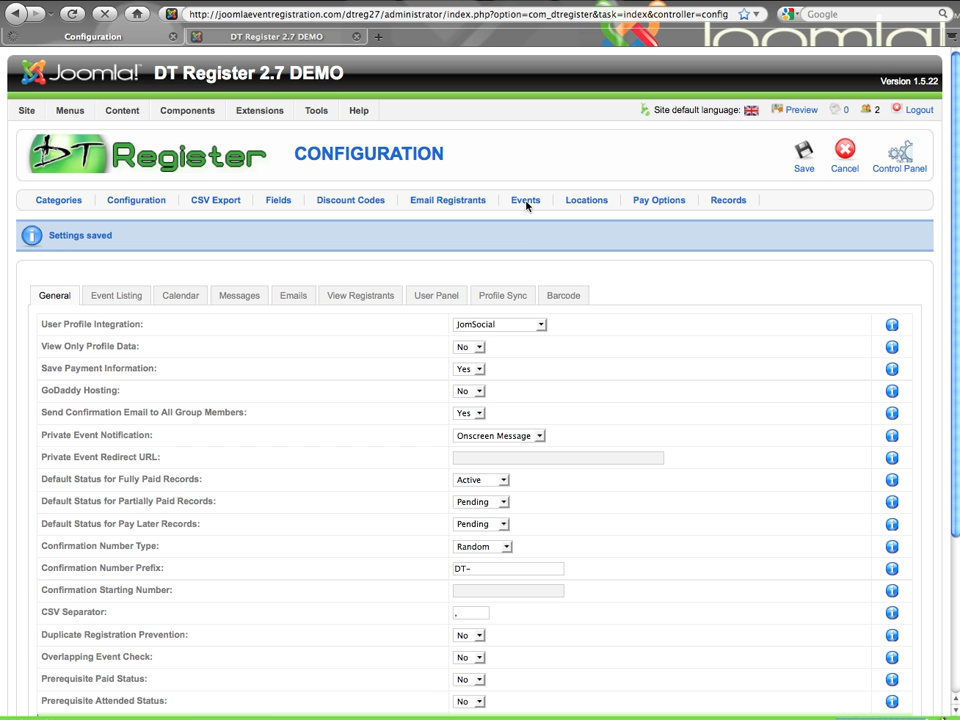 http://joomlaeventregistration.com/dtreg27/administrator/index.php?option=com_dtregister&task=index&controller=config
Google
Configuration
DT Register 2.7 DEMO
Joomla!
Joomla! DT Register 2.7 DEMO
Version 1.5.22
Site Menus Content Components Extensions Tools Help
Site default language: Preview 0 2 Logout
DT Register CONFIGURATION
Save Cancel Control Panel
Categories Configuration CSV Export Fields Discount Codes Email Registrants Events Locations Pay Options Records
Settings saved
General Event Listing Calendar Messages Emails View Registrants User Panel Profile Sync Barcode
User Profile Integration: JomSocial
View Only Profile Data: No
Save Payment Information: Yes
GoDaddy Hosting: No
Send Confirmation Email to All Group Members: Yes
Private Event Notification: Onscreen Message
Private Event Redirect URL:
Default Status for Fully Paid Records: Active
Default Status for Partially Paid Records: Pending
Default Status for Pay Later Records: Pending
Confirmation Number Type: Random
Confirmation Number Prefix: DT-
Confirmation Starting Number:
CSV Separator: ,
Duplicate Registration Prevention: No
Overlapping Event Check: No
Prerequisite Paid Status: No
Prerequisite Attended Status: No